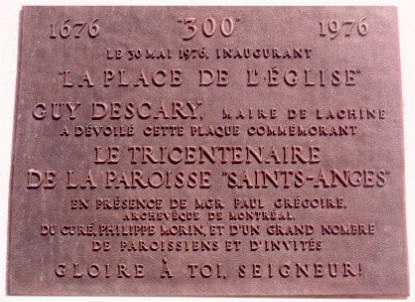 1676 "300" 1976
LE 30 MAI 1976, INAUGURANT
"LA PLACE DE L'ÉGLISE"
GUY DESCARY, MAIRE DE LACHINE
A DÉVOILÉ CETTE PLAQUE COMMEMORANT
LE TRICENTENAIRE
DE LA PAROISSE "SAINTS-ANGES"
EN PRÉSENCE DE MGR PAUL GRÉGOIRE,
ARCHEVÊQUE DE MONTRÉAL,
DU CURÉ, PHILIPPE MORIN, ET D'UN GRAND NOMBRE
DE PAROISSIENS ET D'INVITÉS
GLOIRE À TOI, SEIGNEUR!